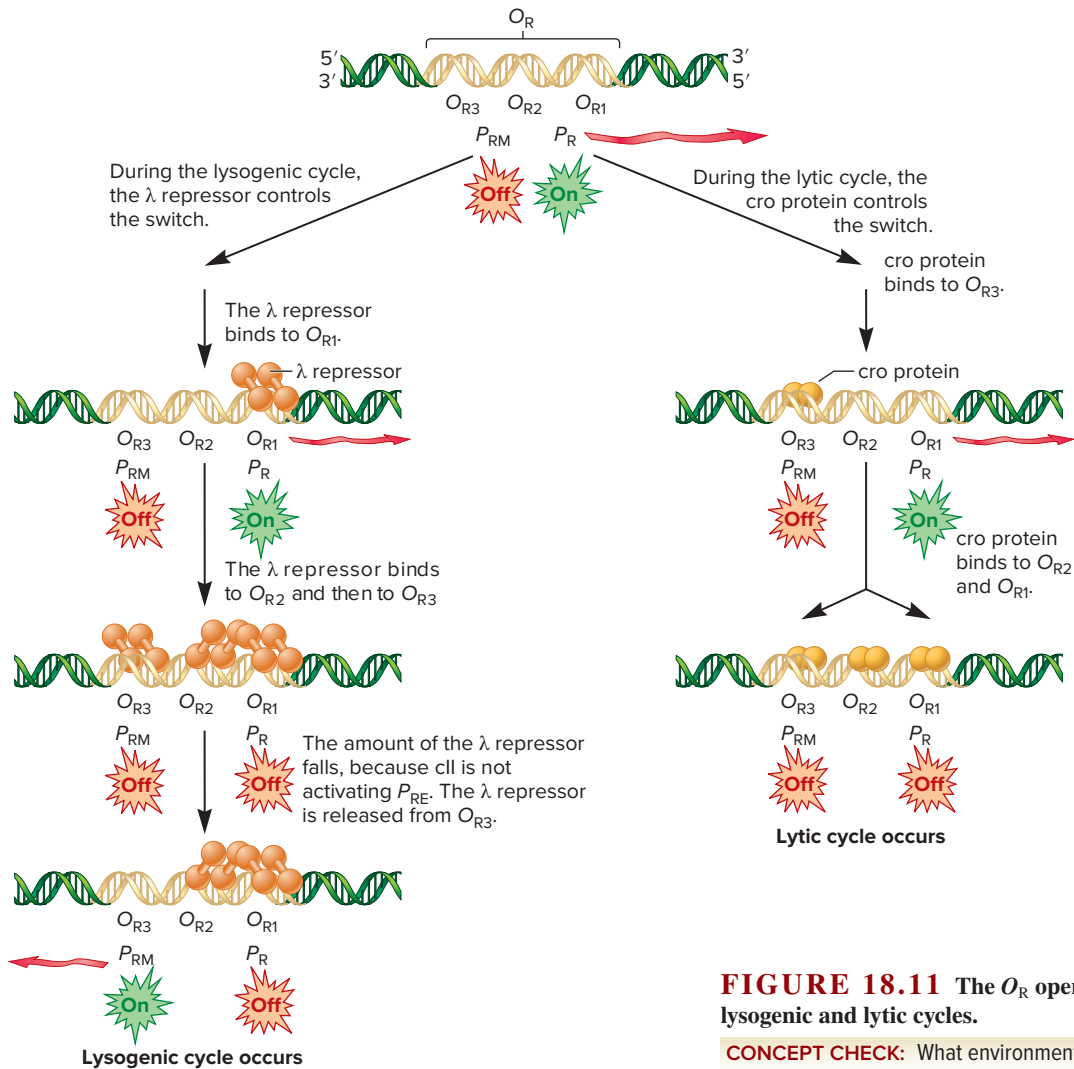 OR
5′ 3′
3′ 5′
OR3 OR2 OR1
PRM PR
Off On
During the lysogenic cycle,
the λ repressor controls
the switch.
During the lytic cycle, the
cro protein controls
the switch.
The λ repressor
binds to OR1.
λ repressor
OR3 OR2 OR1
PRM PR
Off On
The λ repressor binds
to OR2 and then to OR3
OR3 OR2 OR1
PRM PR
Off Off
The amount of the λ repressor
falls, because cII is not
activating PRE. The λ repressor
is released from OR3.
OR3 OR2 OR1
PRM PR
On Off
Lysogenic cycle occurs
cro protein
binds to OR3.
cro protein
OR3 OR2 OR1
PRM PR
Off On
cro protein
binds to OR2
and OR1.
OR3 OR2 OR1
PRM PR
Off Off
Lytic cycle occurs
FIGURE 18.11 The OR oper
lysogenic and lytic cycles.
CONCEPT CHECK: What environment